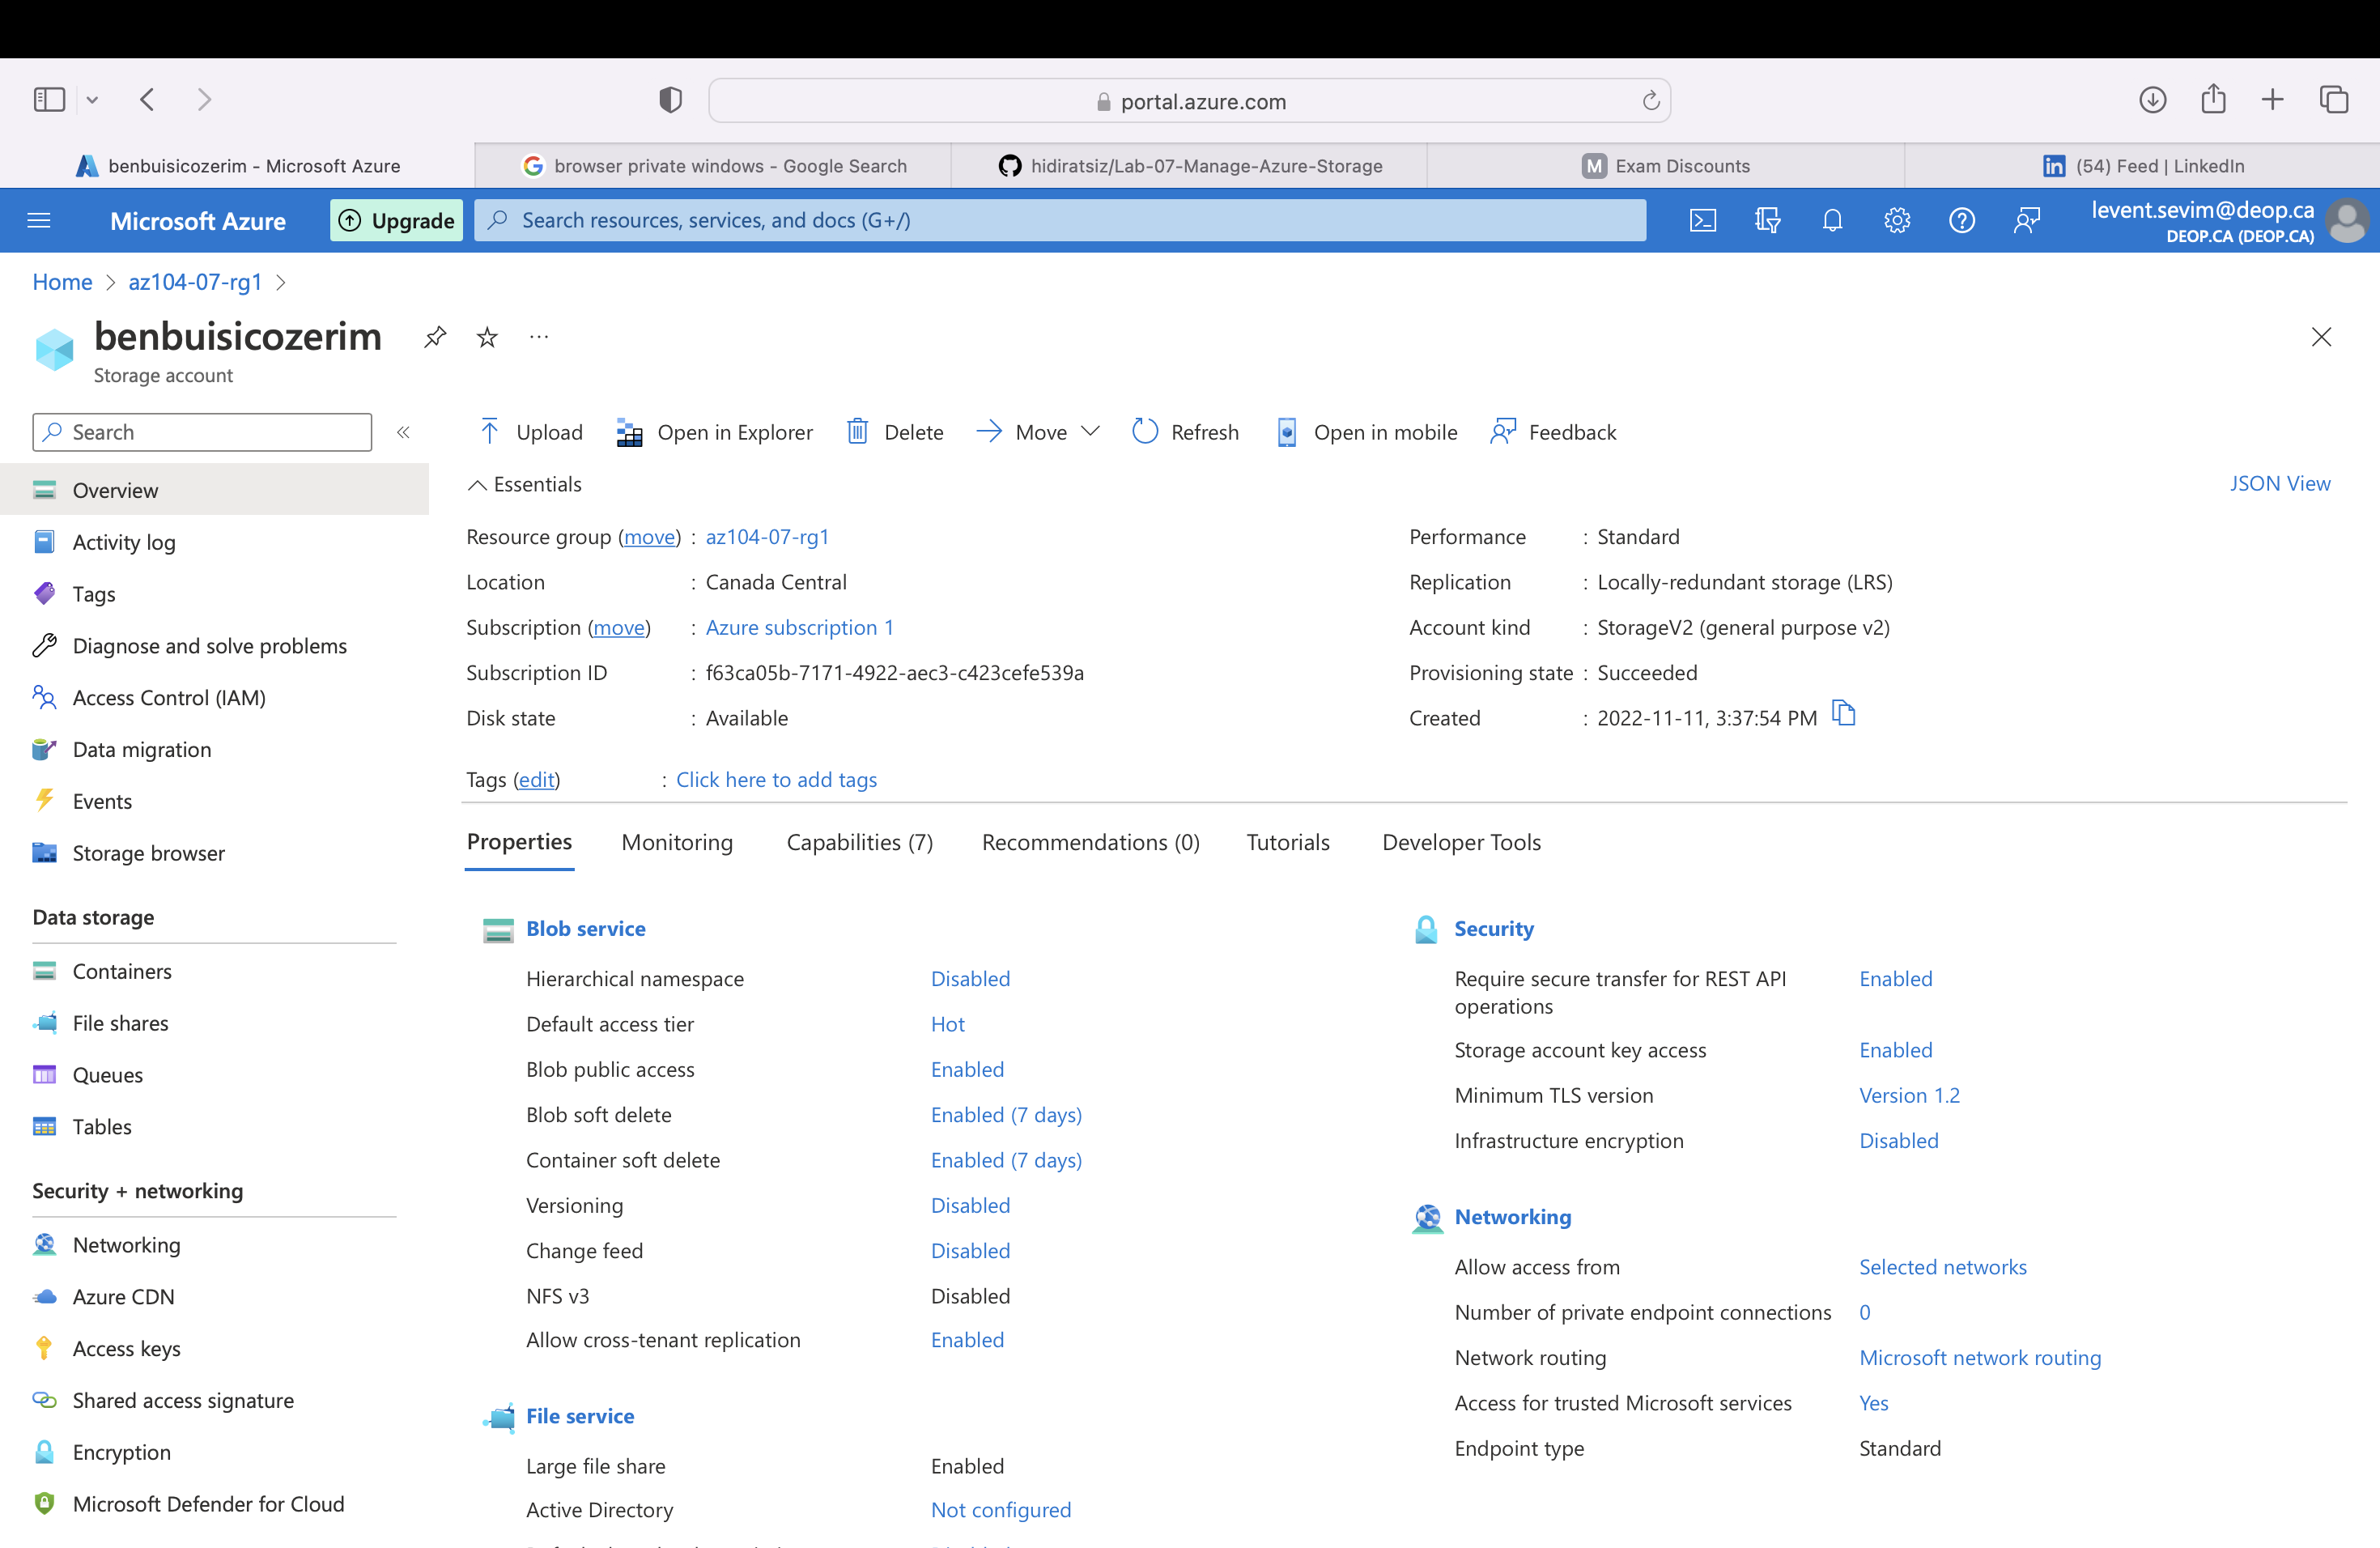 portal.azure.com
benbuisicozerim - Microsoft Azure
browser private windows - Google Search
hidiratsiz/Lab-07-Manage-Azure-Storage
M Exam Discounts
(54) Feed | LinkedIn
Microsoft Azure
Upgrade
Search resources, services, and docs (G+/)
levent.sevim@deop.ca
DEOP.CA (DEOP.CA)
Home > az104-07-rg1 >
benbuisicozerim
Storage account
Search
Upload Open in Explorer Delete Move Refresh Open in mobile Feedback
Overview
Activity log
Tags
Diagnose and solve problems
Access Control (IAM)
Data migration
Events
Storage browser
Data storage
Containers
File shares
Queues
Tables
Security + networking
Networking
Azure CDN
Access keys
Shared access signature
Encryption
Microsoft Defender for Cloud
Essentials
JSON View
Resource group (move) : az104-07-rg1
Location : Canada Central
Subscription (move) : Azure subscription 1
Subscription ID : f63ca05b-7171-4922-aec3-c423cefe539a
Disk state : Available
Performance : Standard
Replication : Locally-redundant storage (LRS)
Account kind : StorageV2 (general purpose v2)
Provisioning state : Succeeded
Created : 2022-11-11, 3:37:54 PM
Tags (edit) : Click here to add tags
Properties Monitoring Capabilities (7) Recommendations (0) Tutorials Developer Tools
Blob service
Hierarchical namespace Disabled
Default access tier Hot
Blob public access Enabled
Blob soft delete Enabled (7 days)
Container soft delete Enabled (7 days)
Versioning Disabled
Change feed Disabled
NFS v3 Disabled
Allow cross-tenant replication Enabled
File service
Large file share Enabled
Active Directory Not configured
Security
Require secure transfer for REST API Enabled
operations
Storage account key access Enabled
Minimum TLS version Version 1.2
Infrastructure encryption Disabled
Networking
Allow access from Selected networks
Number of private endpoint connections 0
Network routing Microsoft network routing
Access for trusted Microsoft services Yes
Endpoint type Standard